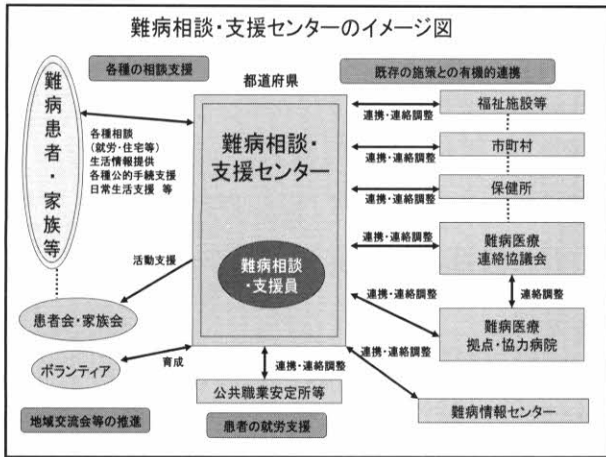 難病相談・支援センターのイメージ図
各種の相談支援
都道府県
既存の施策との有機的連携
難病患者・家族等
各種相談
(就労・住宅等)
生活情報提供
各種公的手続支援
日常生活支援 等
難病相談・
支援センター
難病相談
・支援員
福祉施設等
連携・連絡調整
市町村
連携・連絡調整
保健所
連携・連絡調整
連携・連絡調整
難病医療
連絡協議会
活動支援
連携・連絡調整
連絡調整
難病医療
拠点・協力病院
患者会・家族会
ボランティア
育成
連携・連絡調整
連携・連絡調整
公共職業安定所等
難病情報センター
地域交流会等の推進
患者の就労支援